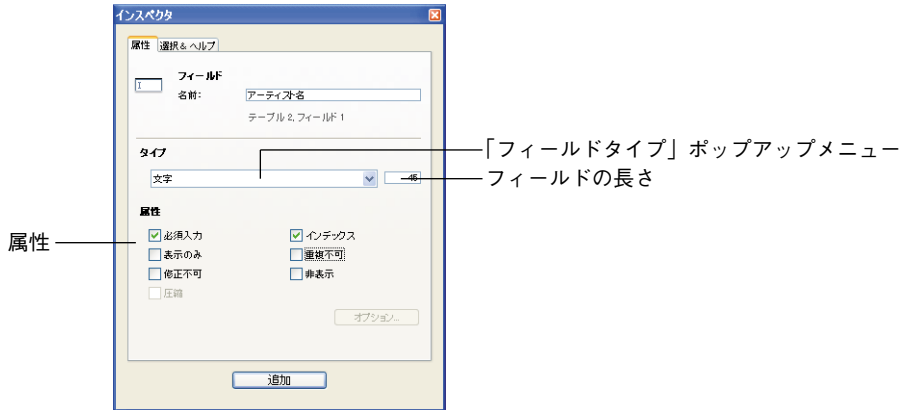 インスペクタ
属性 選択& ヘルプ
フィールド
名前: アーティスト名
テーブル 2, フィールド 1
タイプ
「フィールドタイプ」ポップアップメニュー
文字 45
フィールドの長さ
属性
属性
必須入力 インデックス
表示のみ 重複不可
修正不可 非表示
圧縮
オプション...
追加